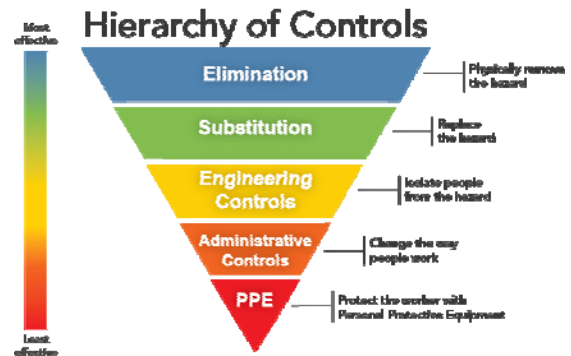 Hierarchy of Controls
Most
effective
Elimination
Physically remove
the hazard
Substitution
Replace
the hazard
Engineering
Controls
Isolate people
from the hazard
Administrative
Controls
Change the way
people work
PPE
Protect the worker with
Personal Protective Equipment
Least
effective